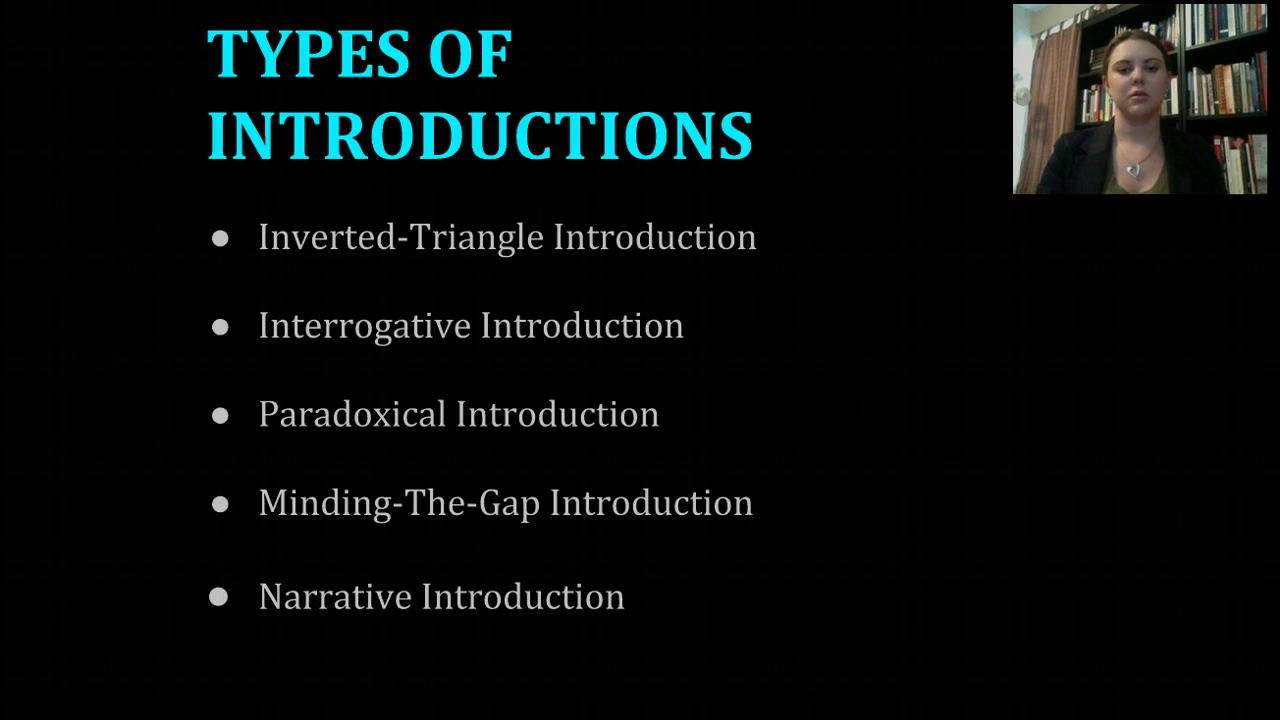 TYPES OF
INTRODUCTIONS
● Inverted-Triangle Introduction
● Interrogative Introduction
● Paradoxical Introduction
● Minding-The-Gap Introduction
● Narrative Introduction